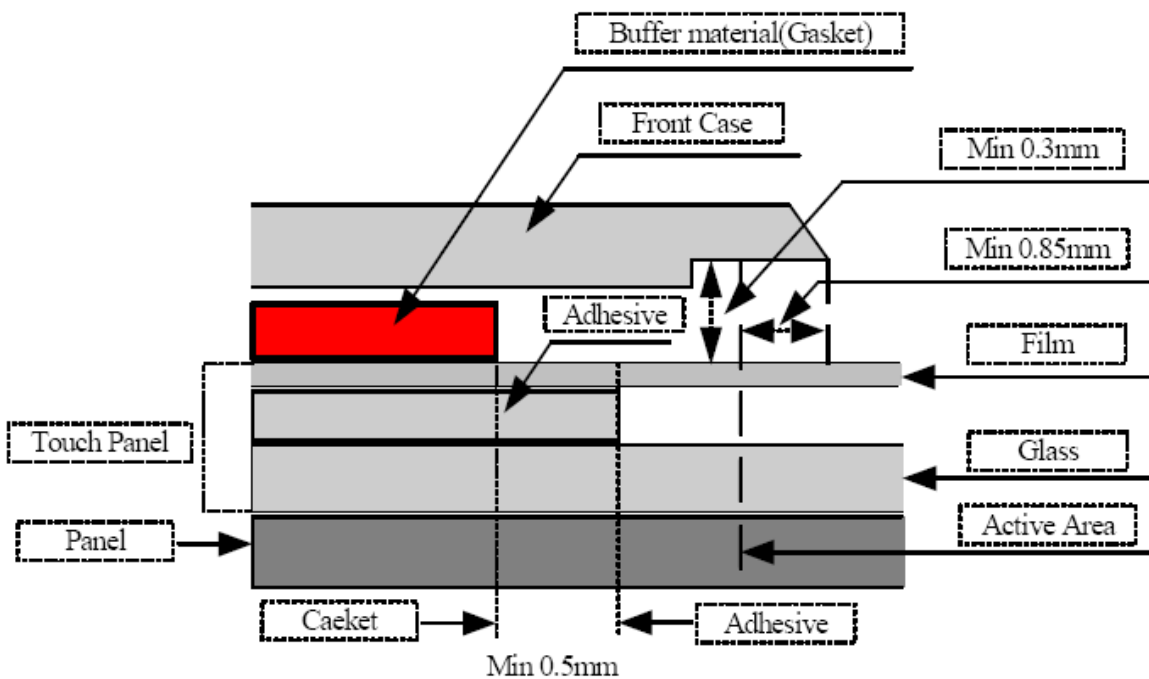 Buffer material(Gasket)
Front Case
Min 0.3mm
Min 0.85mm
Adhesive
Film
Touch Panel
Glass
Panel
Active Area
Caeket
Adhesive
Min 0.5mm